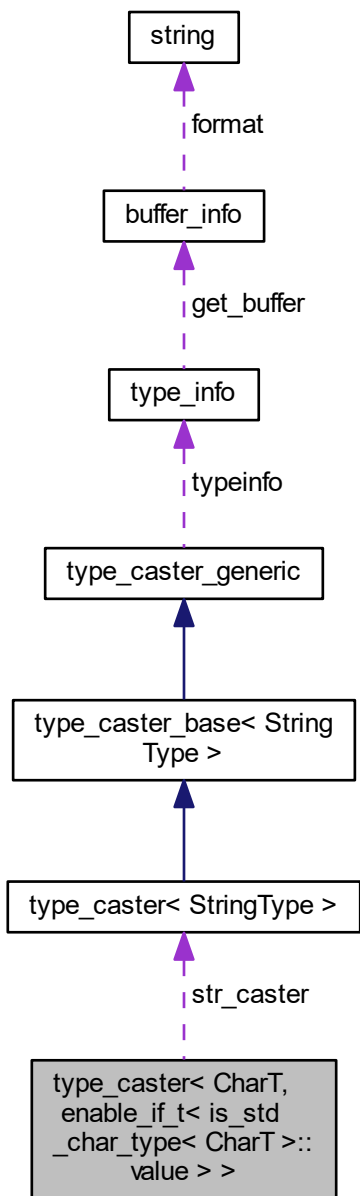 string
format
buffer_info
get_buffer
type_info
typeinfo
type_caster_generic
type_caster_base< String
Type >
type_caster< StringType >
str_caster
type_caster< CharT,
enable_if_t< is_std
_char_type< CharT >::
value > >